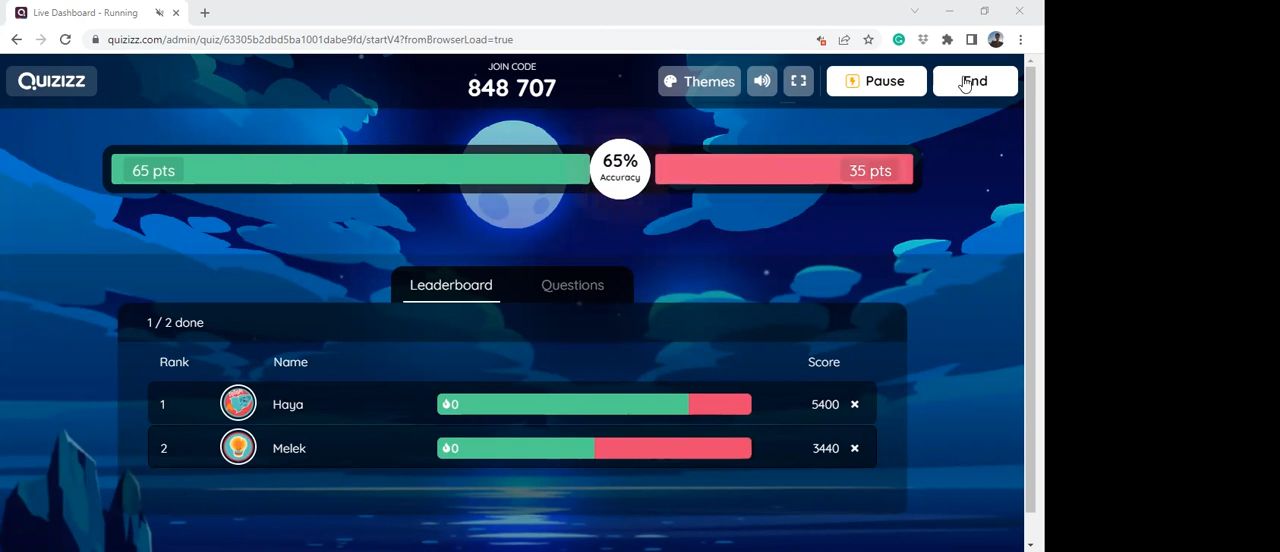 Live Dashboard - Running
quizizz.com/admin/quiz/63305b2dbd5ba1001dabe9fd/startV4?fromBrowserLoad=true
QUIZIZZ
JOIN CODE
848 707
Themes
Pause
End
65 pts
65%
Accuracy
35 pts
Leaderboard
Questions
1 / 2 done
Rank Name Score
1 Haya 0 5400
2 Melek 0 3440